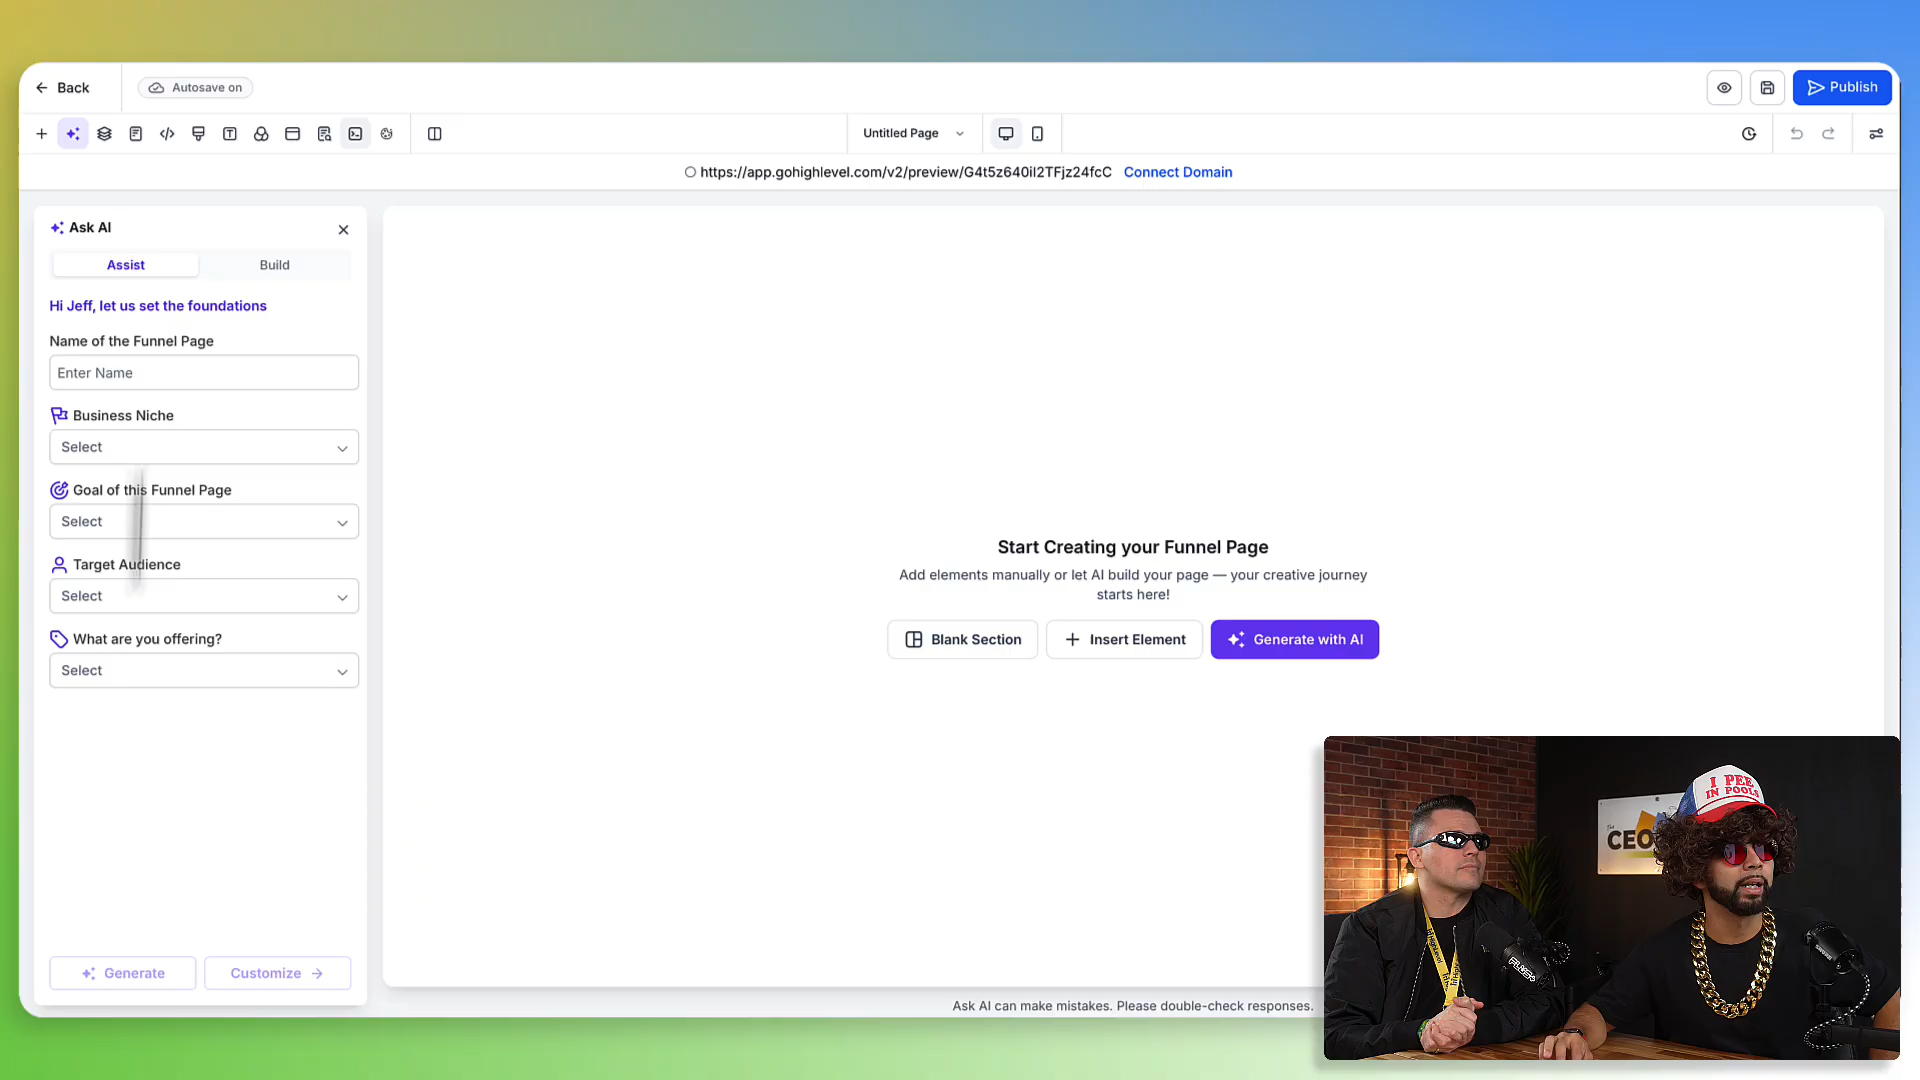 Back
Autosave on
Publish
Untitled Page
https://app.gohighlevel.com/v2/preview/G4t5z640il2TFjz24fcC Connect Domain
Ask AI
Assist
Build
Hi Jeff, let us set the foundations
Name of the Funnel Page
Enter Name
Business Niche
Select
Goal of this Funnel Page
Select
Target Audience
Select
What are you offering?
Select
Generate
Customize
Start Creating your Funnel Page
Add elements manually or let AI build your page — your creative journey
starts here!
Blank Section
Insert Element
Generate with AI
Ask AI can make mistakes. Please double-check responses.
I PEE
IN POOLS
The
CEO